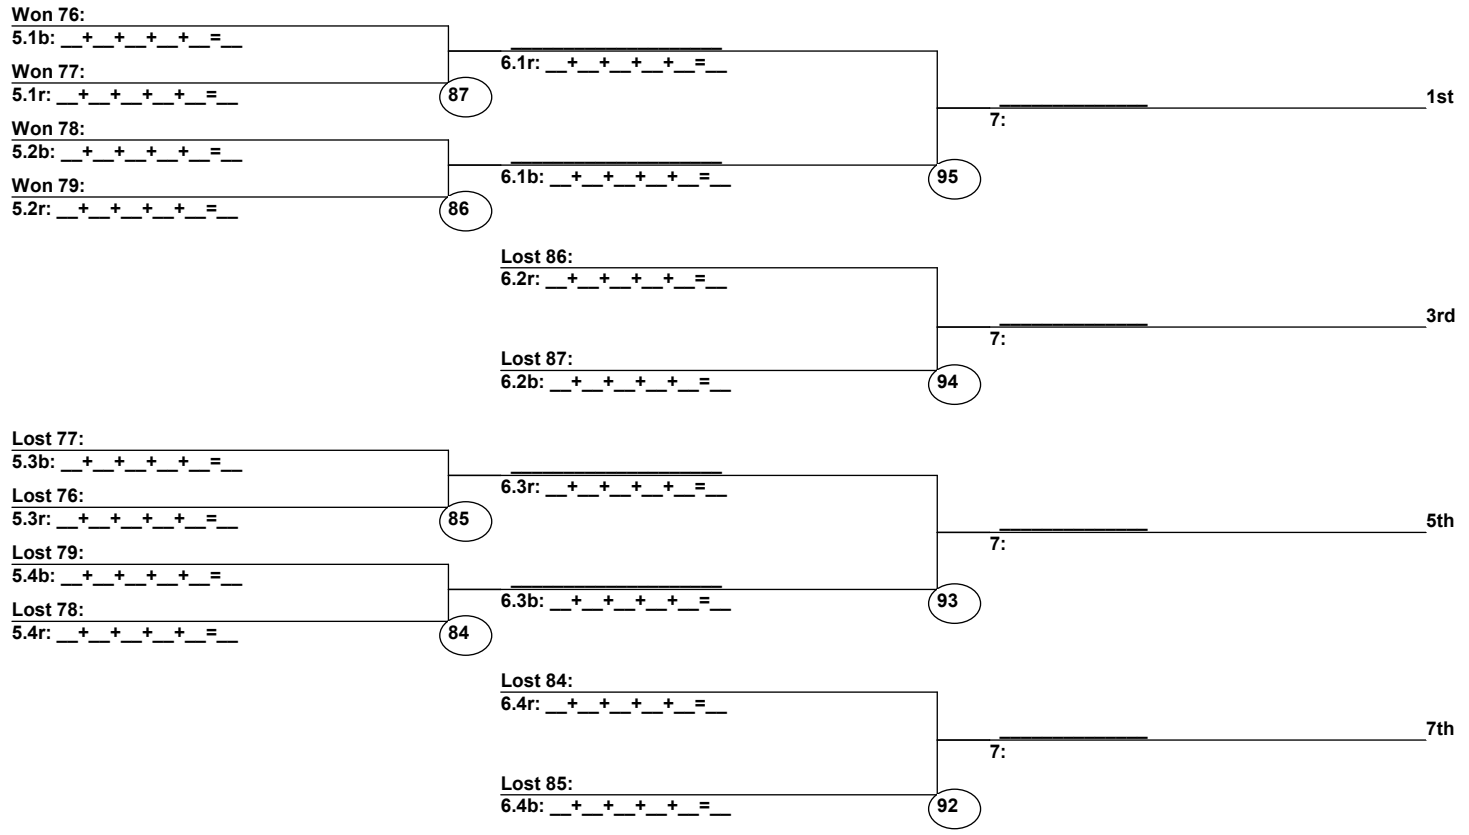 Won 76:
5.1b: __+__+__+__+__=__
6.1r: __+__+__+__+__=__
Won 77:
5.1r: __+__+__+__+__=__
87
1st
7:
Won 78:
5.2b: __+__+__+__+__=__
6.1b: __+__+__+__+__=__
95
Won 79:
5.2r: __+__+__+__+__=__
86
Lost 86:
6.2r: __+__+__+__+__=__
3rd
7:
Lost 87:
6.2b: __+__+__+__+__=__
94
Lost 77:
5.3b: __+__+__+__+__=__
6.3r: __+__+__+__+__=__
Lost 76:
5.3r: __+__+__+__+__=__
85
5th
7:
Lost 79:
5.4b: __+__+__+__+__=__
6.3b: __+__+__+__+__=__
93
Lost 78:
5.4r: __+__+__+__+__=__
84
Lost 84:
6.4r: __+__+__+__+__=__
7th
7:
Lost 85:
6.4b: __+__+__+__+__=__
92